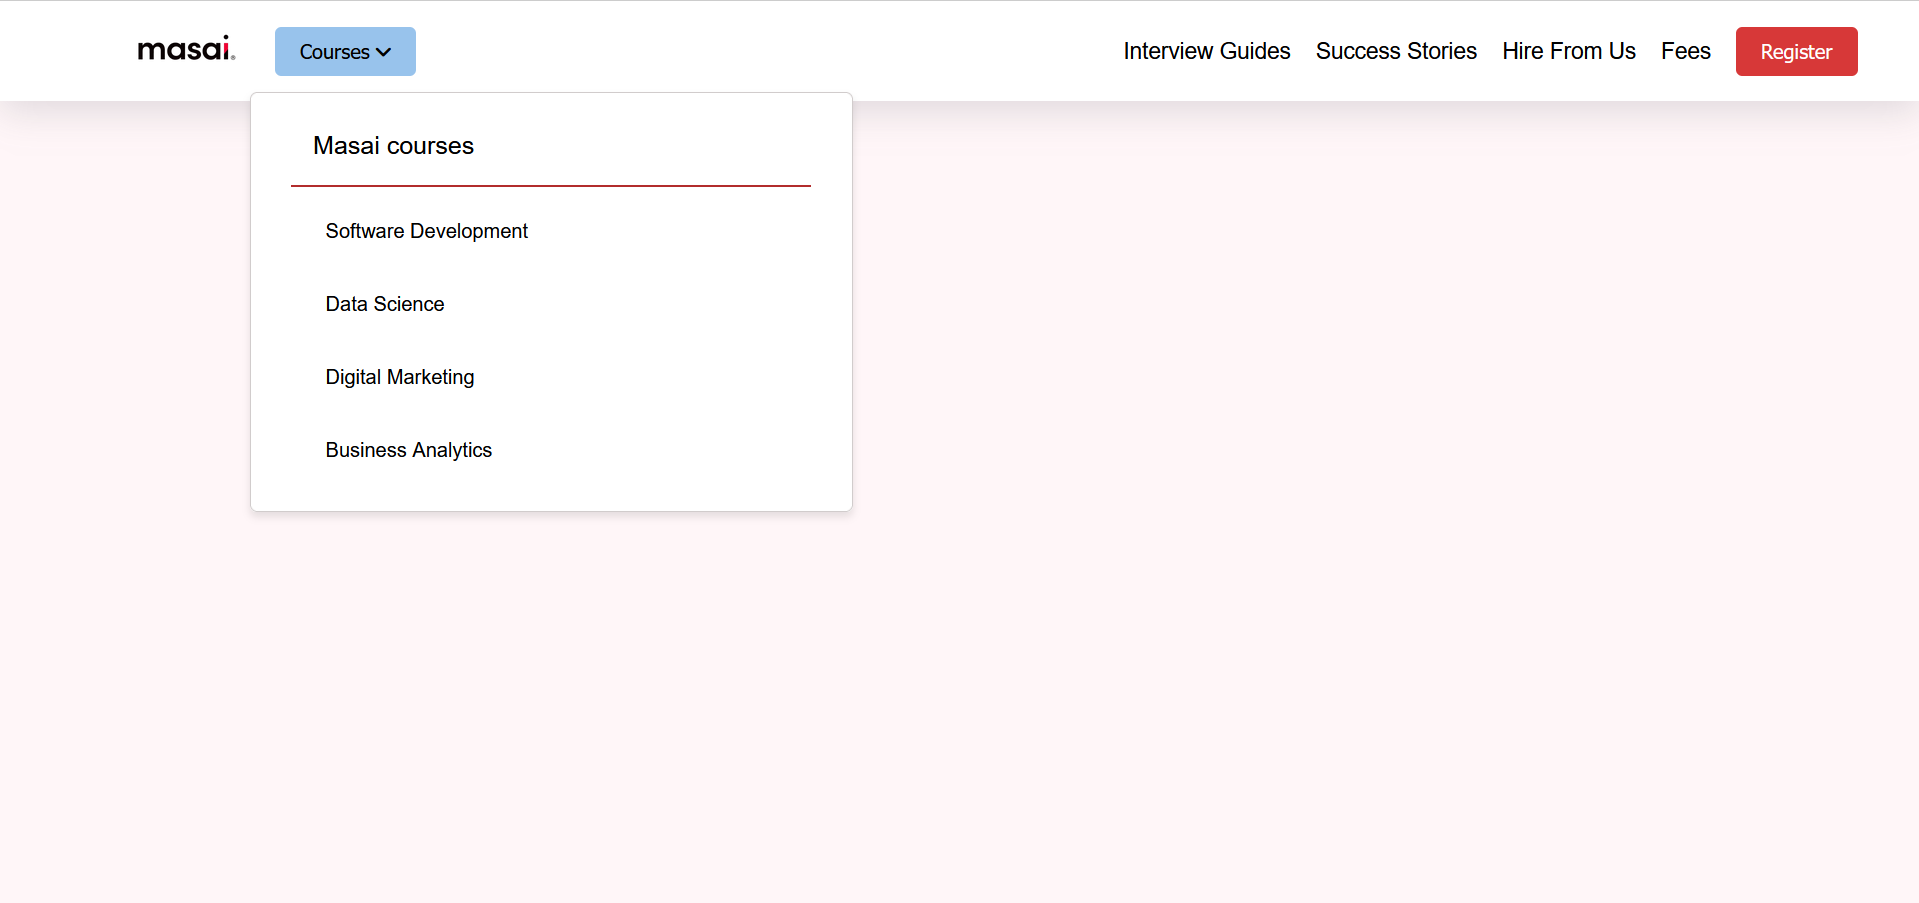 masai.
Courses
Interview Guides
Success Stories
Hire From Us
Fees
Register
Masai courses
Software Development
Data Science
Digital Marketing
Business Analytics